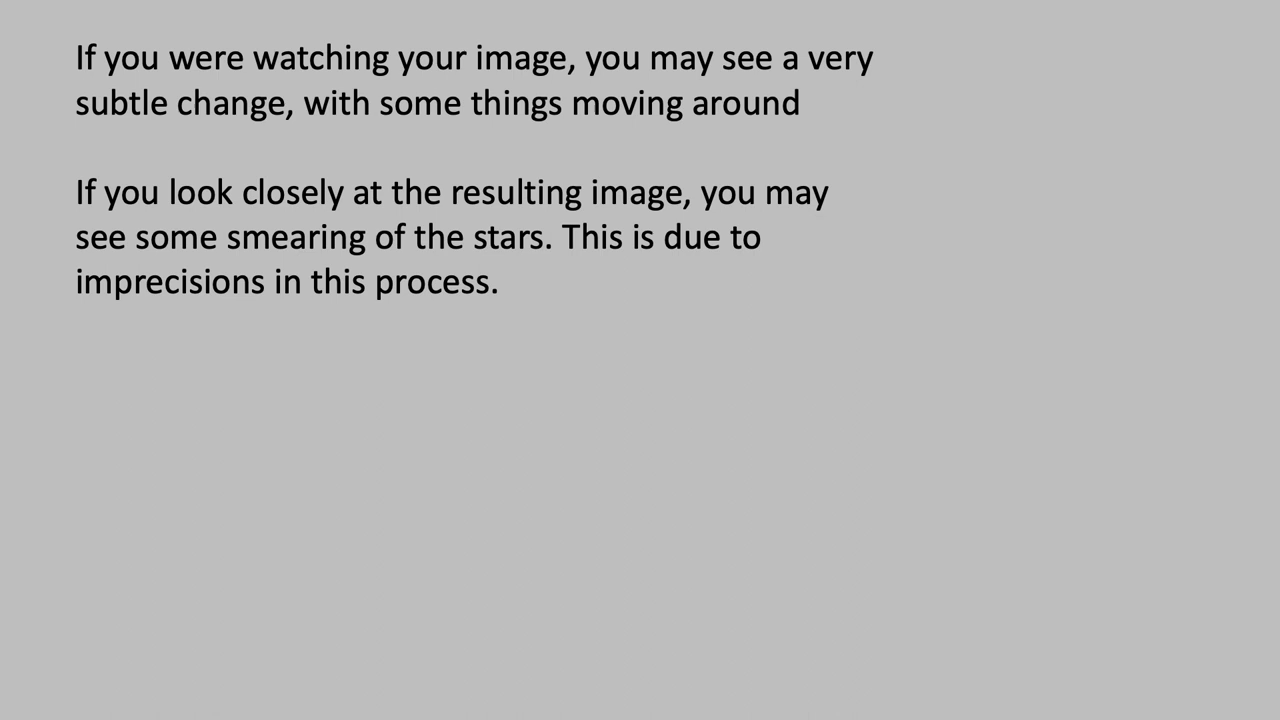 If you were watching your image, you may see a very
subtle change, with some things moving around
If you look closely at the resulting image, you may
see some smearing of the stars. This is due to
imprecisions in this process.